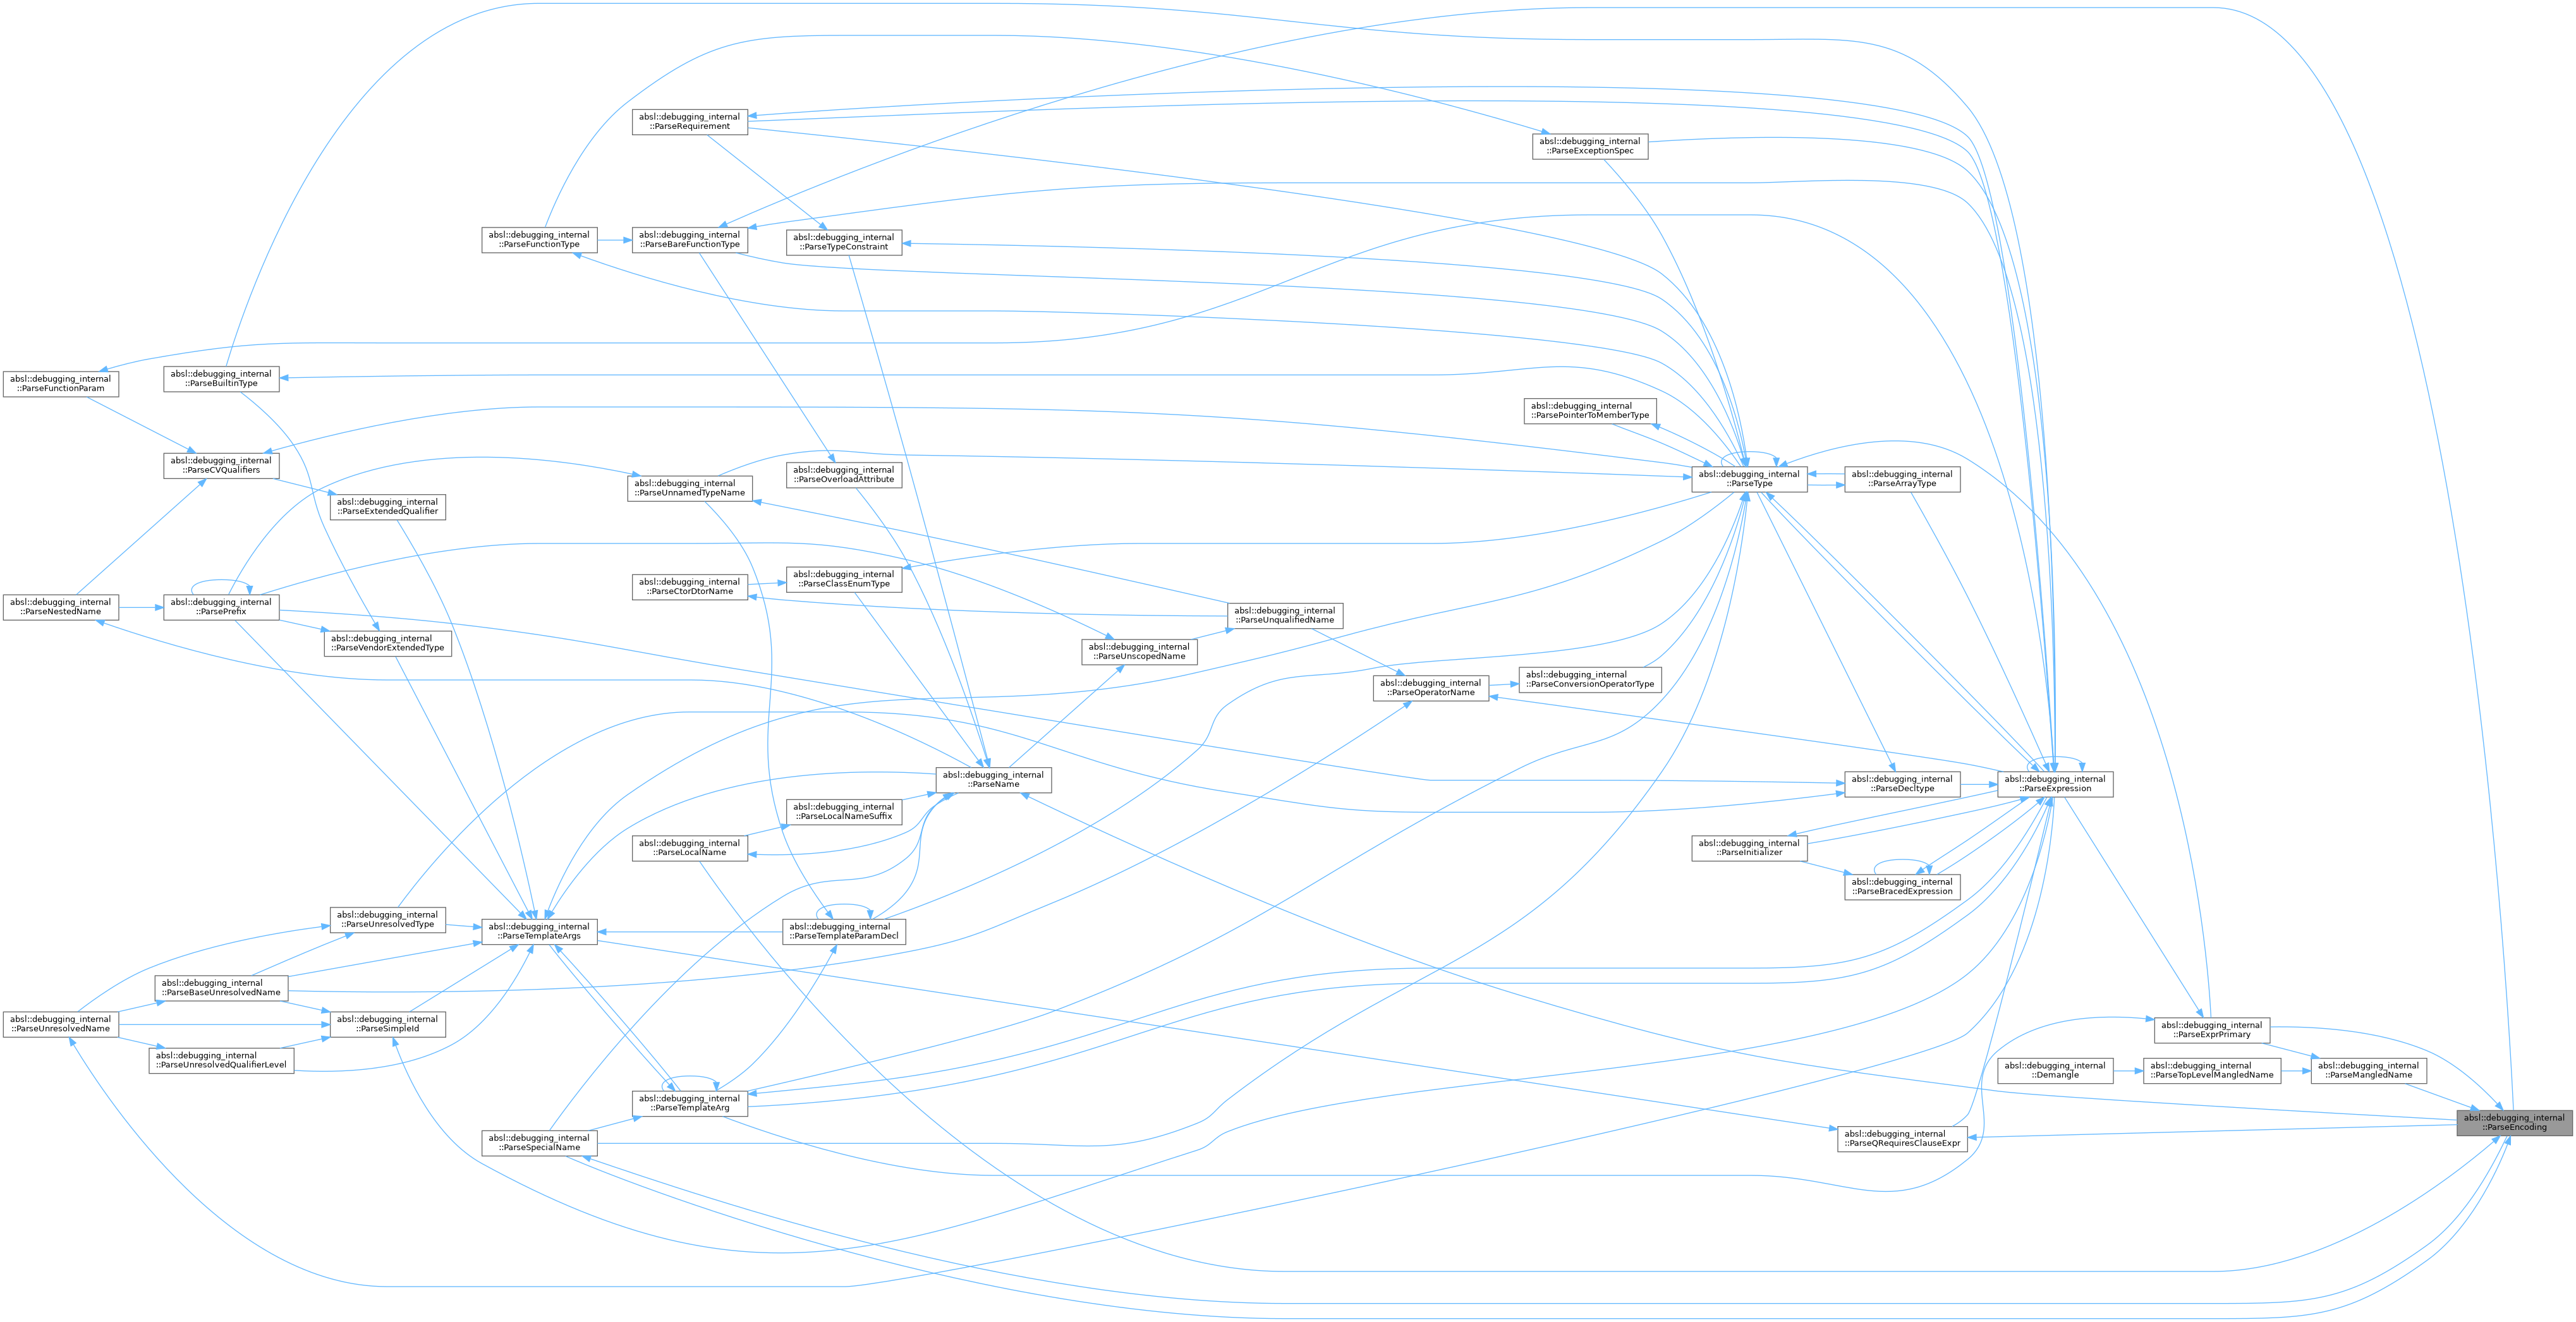 absl::debugging_internal
::ParseRequirement
absl::debugging_internal
::ParseExceptionSpec
absl::debugging_internal
::ParseFunctionType
absl::debugging_internal
::ParseBareFunctionType
absl::debugging_internal
::ParseTypeConstraint
absl::debugging_internal
::ParseFunctionParam
absl::debugging_internal
::ParseBuiltinType
absl::debugging_internal
::ParsePointerToMemberType
absl::debugging_internal
::ParseCVQualifiers
absl::debugging_internal
::ParseExtendedQualifier
absl::debugging_internal
::ParseUnnamedTypeName
absl::debugging_internal
::ParseOverloadAttribute
absl::debugging_internal
::ParseType
absl::debugging_internal
::ParseArrayType
absl::debugging_internal
::ParseNestedName
absl::debugging_internal
::ParsePrefix
absl::debugging_internal
::ParseVendorExtendedType
absl::debugging_internal
::ParseCtorDtorName
absl::debugging_internal
::ParseClassEnumType
absl::debugging_internal
::ParseUnscopedName
absl::debugging_internal
::ParseUnqualifiedName
absl::debugging_internal
::ParseOperatorName
absl::debugging_internal
::ParseConversionOperatorType
absl::debugging_internal
::ParseName
absl::debugging_internal
::ParseLocalNameSuffix
absl::debugging_internal
::ParseLocalName
absl::debugging_internal
::ParseDecltype
absl::debugging_internal
::ParseExpression
absl::debugging_internal
::ParseInitializer
absl::debugging_internal
::ParseBracedExpression
absl::debugging_internal
::ParseUnresolvedType
absl::debugging_internal
::ParseTemplateArgs
absl::debugging_internal
::ParseTemplateParamDecl
absl::debugging_internal
::ParseBaseUnresolvedName
absl::debugging_internal
::ParseUnresolvedName
absl::debugging_internal
::ParseSimpleId
absl::debugging_internal
::ParseUnresolvedQualifierLevel
absl::debugging_internal
::ParseTemplateArg
absl::debugging_internal
::ParseSpecialName
absl::debugging_internal
::ParseExprPrimary
absl::debugging_internal
::Demangle
absl::debugging_internal
::ParseTopLevelMangledName
absl::debugging_internal
::ParseMangledName
absl::debugging_internal
::ParseQRequiresClauseExpr
absl::debugging_internal
::ParseEncoding